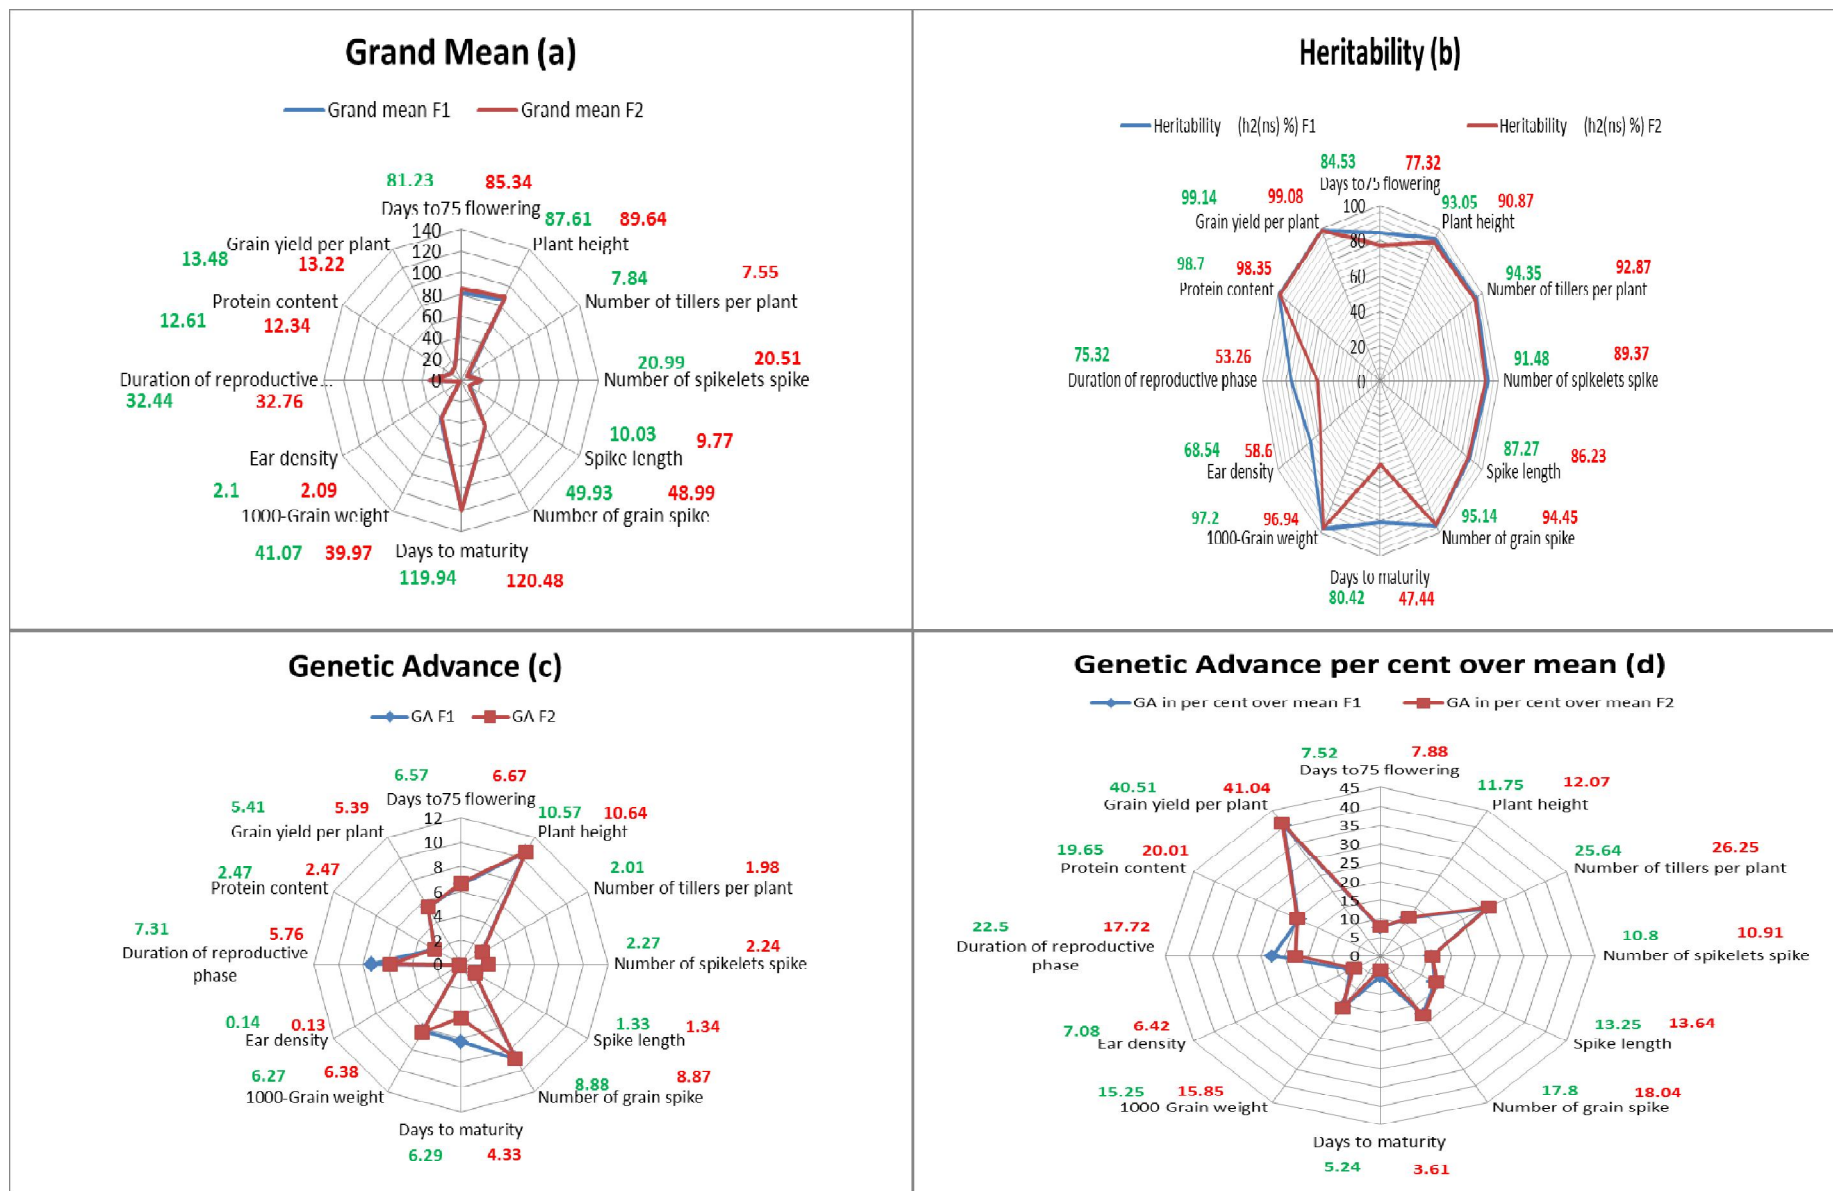 Grand Mean (a)
Grand mean F1 Grand mean F2
81.23 85.34
Days to75 flowering
87.61 89.64
Plant height
7.84 7.55
Number of tillers per plant
20.99 20.51
Number of spikelets spike
10.03 9.77
Spike length
49.93 48.99
Number of grain spike
Days to maturity
119.94 120.48
1000-Grain weight
41.07 39.97
Ear density
2.1 2.09
Duration of reproductive...
32.44 32.76
Protein content
12.61 12.34
Grain yield per plant
13.48 13.22
140
120
100
80
60
40
20
0
Heritability (b)
Heritability (h2(ns) %) F1 Heritability (h2(ns) %) F2
84.53 77.32
Days to75 flowering
93.05 90.87
Plant height
94.35 92.87
Number of tillers per plant
91.48 89.37
Number of spikelets spike
87.27 86.23
Spike length
95.14 94.45
Number of grain spike
Days to maturity
80.42 47.44
97.2 96.94
1000-Grain weight
68.54 58.6
Ear density
75.32 53.26
Duration of reproductive phase
98.7 98.35
Protein content
99.14 99.08
Grain yield per plant
100
80
60
40
20
0
Genetic Advance (c)
GA F1 GA F2
6.57 6.67
Days to75 flowering
10.57 10.64
Plant height
2.01 1.98
Number of tillers per plant
2.27 2.24
Number of spikelets spike
1.33 1.34
Spike length
8.88 8.87
Number of grain spike
Days to maturity
6.29 4.33
6.27 6.38
1000-Grain weight
0.14 0.13
Ear density
7.31 5.76
Duration of reproductive
phase
2.47 2.47
Protein content
5.41 5.39
Grain yield per plant
12
10
8
6
4
2
0
Genetic Advance per cent over mean (d)
GA in per cent over mean F1 GA in per cent over mean F2
7.52 7.88
Days to75 flowering
11.75 12.07
Plant height
25.64 26.25
Number of tillers per plant
10.8 10.91
Number of spikelets spike
13.25 13.64
Spike length
17.8 18.04
Number of grain spike
Days to maturity
5.24 3.61
15.25 15.85
1000 Grain weight
7.08 6.42
Ear density
22.5 17.72
Duration of reproductive
phase
19.65 20.01
Protein content
40.51 41.04
Grain yield per plant
45
40
35
30
25
20
15
10
5
0